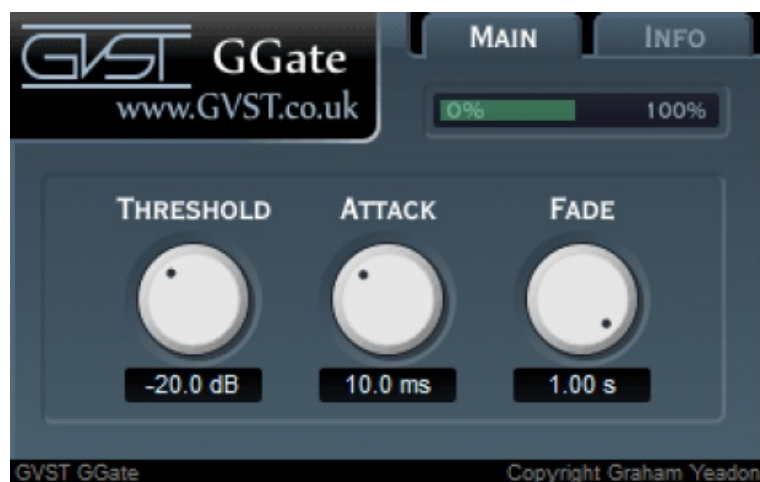 GVST GGate
www.GVST.co.uk
MAIN INFO
0% 100%
THRESHOLD ATTACK FADE
-20.0 dB 10.0 ms 1.00 s
GVST GGate Copyright Graham Yeadon